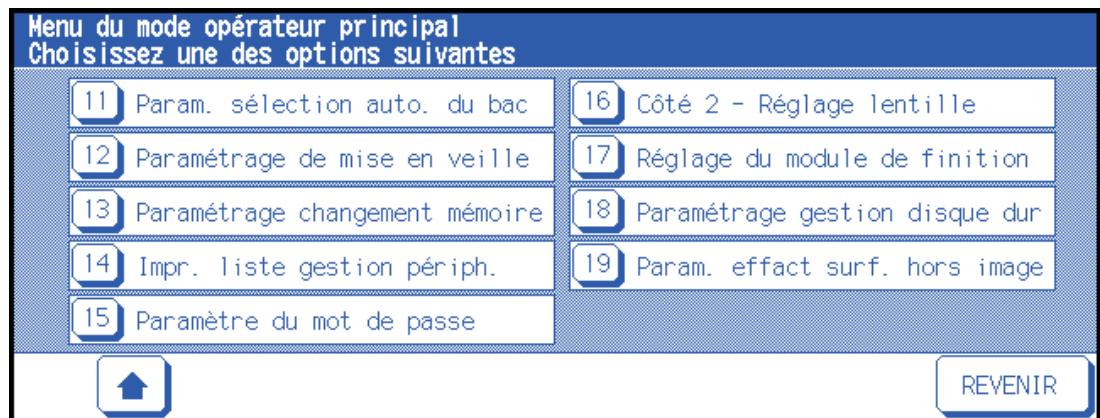 Menu du mode opérateur principal
Choisissez une des options suivantes
11 Param. sélection auto. du bac
12 Paramétrage de mise en veille
13 Paramétrage changement mémoire
14 Impr. liste gestion périph.
15 Paramètre du mot de passe
16 Côté 2 - Réglage lentille
17 Réglage du module de finition
18 Paramétrage gestion disque dur
19 Param. effact surf. hors image
REVENIR